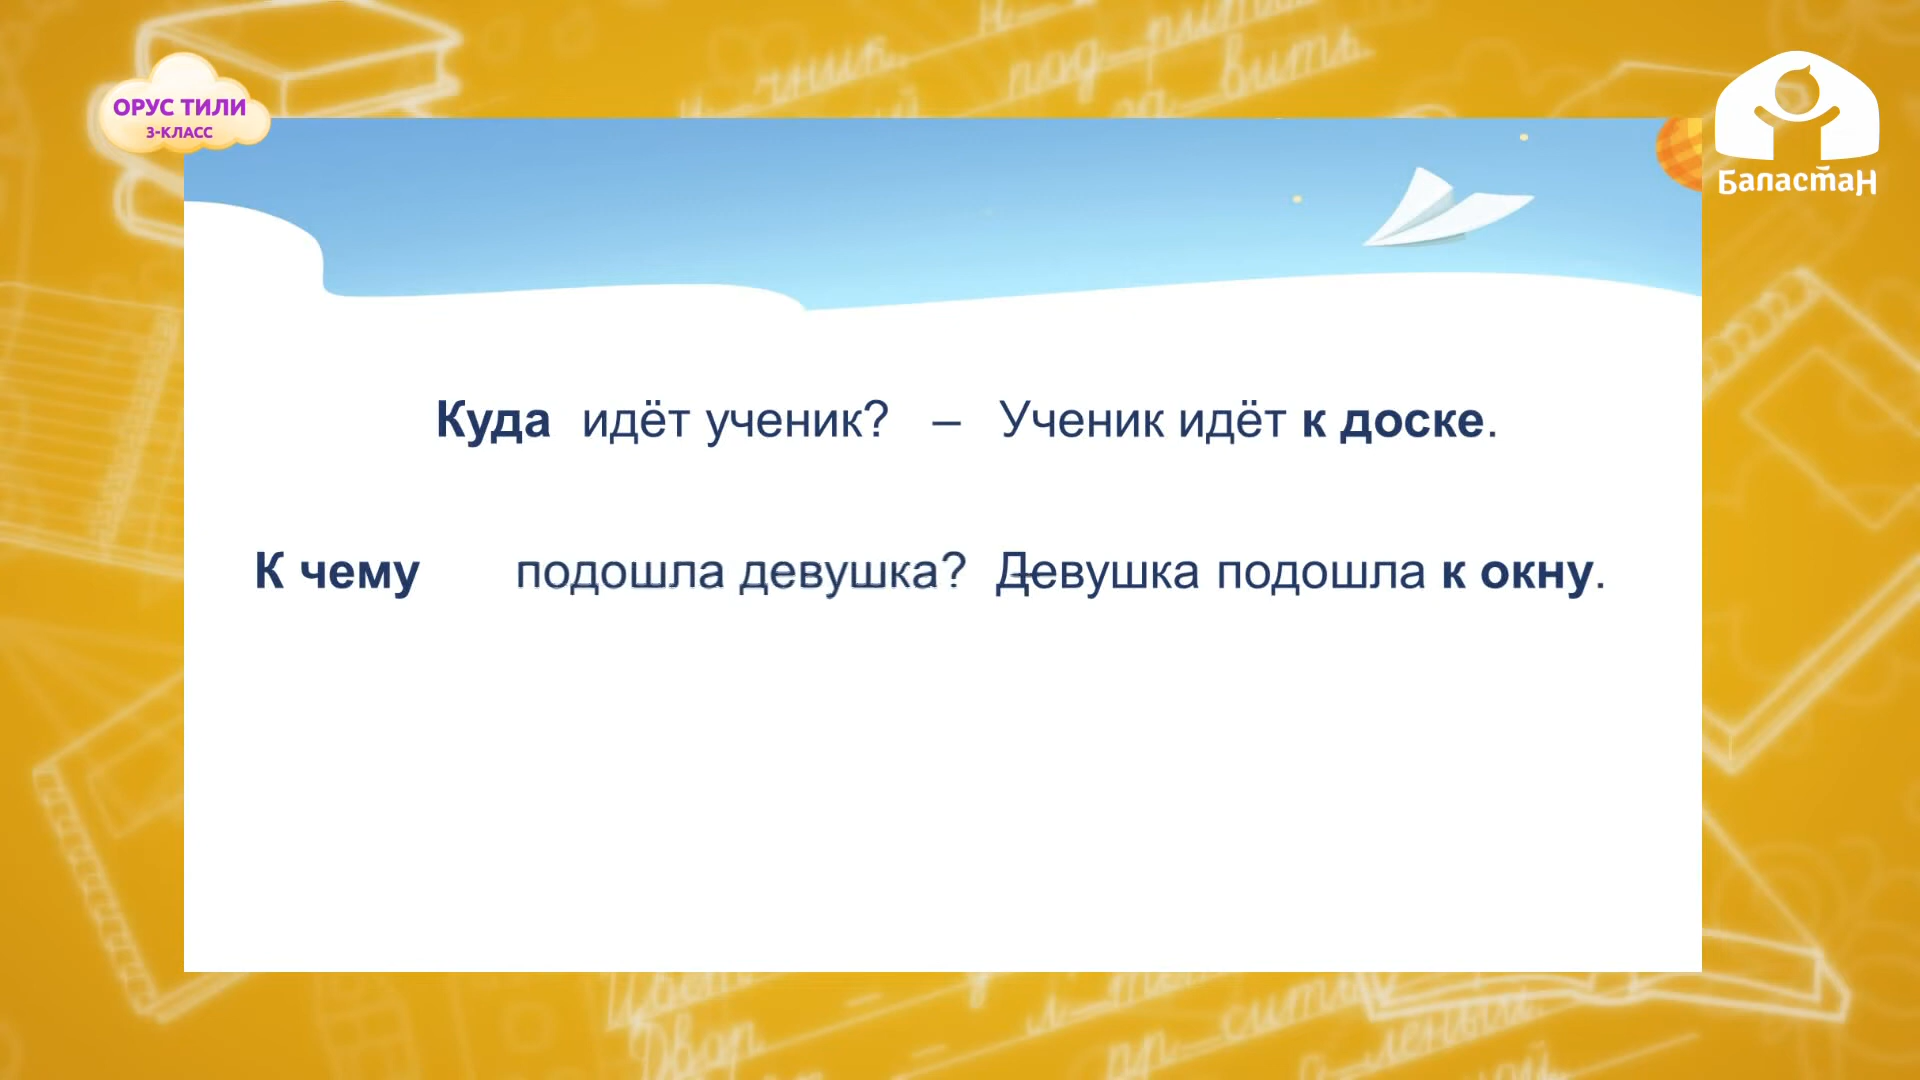 ОРУС ТИЛИ
3-КЛАСС
Баластан
Куда идёт ученик? – Ученик идёт к доске.
К чему подошла девушка? – Девушка подошла к окну.